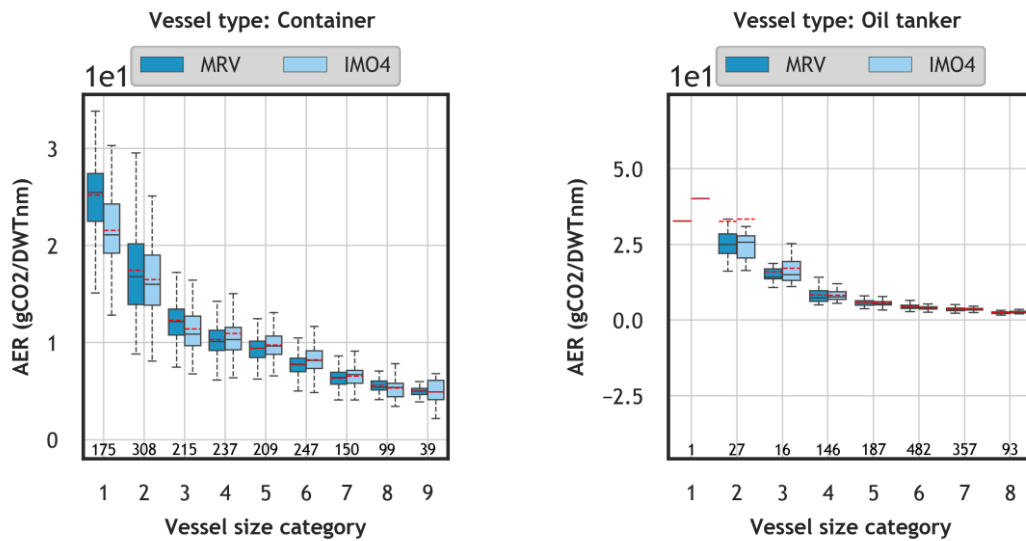 Vessel type: Container
MRV IMO4
1e1
AER (gCO2/DWTnm)
3
2
1
0
175 308 215 237 209 247 150 99 39
1 2 3 4 5 6 7 8 9
Vessel size category
Vessel type: Oil tanker
MRV IMO4
1e1
AER (gCO2/DWTnm)
5.0
2.5
0.0
−2.5
1 27 16 146 187 482 357 93
1 2 3 4 5 6 7 8
Vessel size category